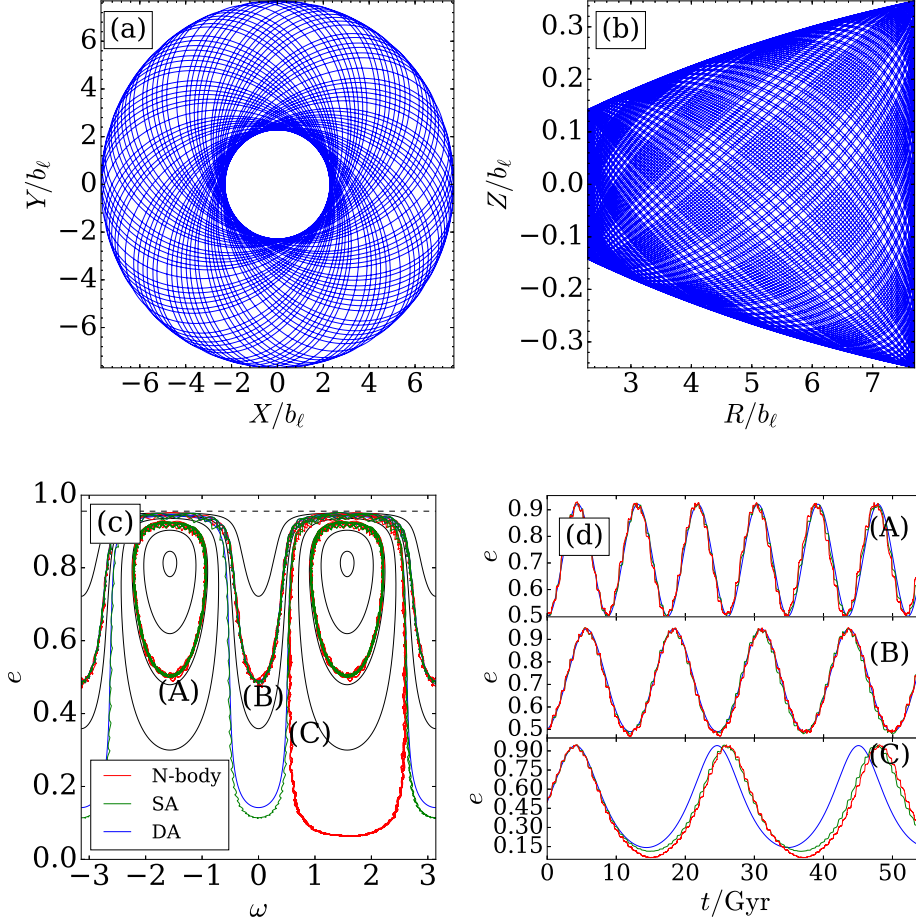 (a)
6
4
2
0
−2
−4
−6
Y/bℓ
−6 −4 −2 0 2 4 6
X/bℓ
(b)
0.3
0.2
0.1
0.0
−0.1
−0.2
−0.3
Z/bℓ
3 4 5 6 7
R/bℓ
(c)
1.0
0.8
0.6
0.4
0.2
0.0
e
(A)
(B)
(C)
N-body
SA
DA
−3 −2 −1 0 1 2 3
ω
(d)
0.9
0.8
0.7
0.6
0.5
e
(A)
0.9
0.8
0.7
0.6
0.5
e
(B)
0.90
0.75
0.60
0.45
0.30
0.15
e
(C)
0 10 20 30 40 50
t/Gyr